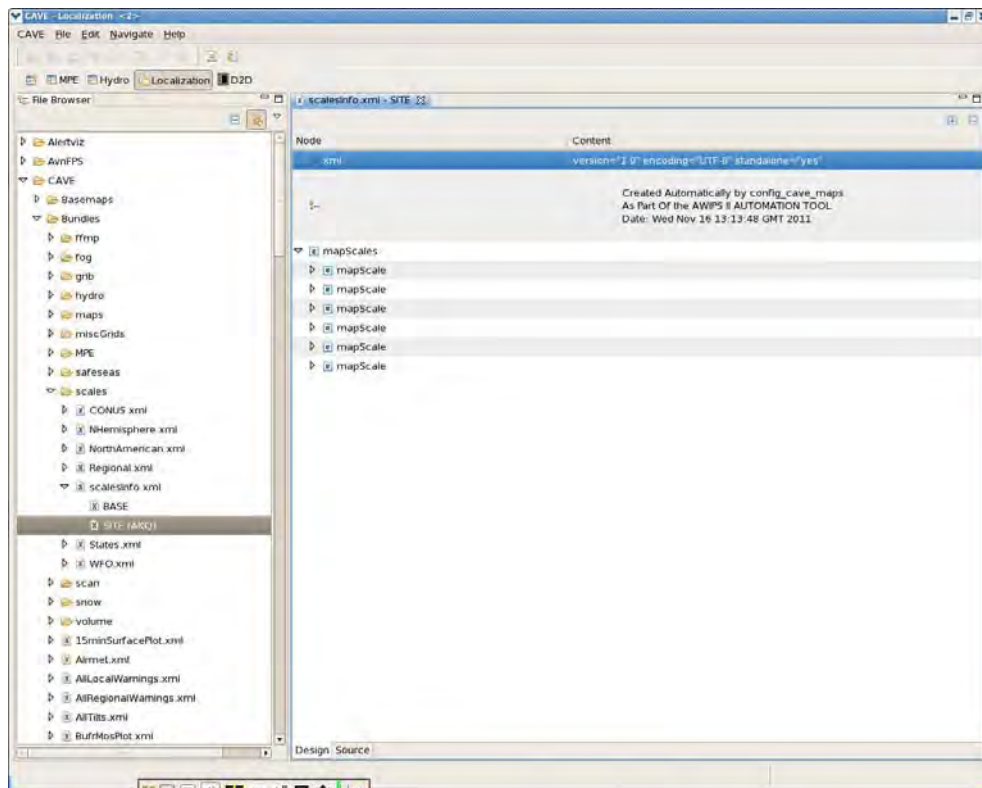 CAVE - Localization <2>
CAVE File Edit Navigate Help
MPE Hydro Localization D2D
File Browser
scalesInfo.xml - SITE
Node Content
xml version="1.0" encoding="UTF-8" standalone="yes"
Created Automatically by config_cave_maps
As Part Of the AWIPS II AUTOMATION TOOL
Date: Wed Nov 16 13:13:48 GMT 2011
mapScales
mapScale
mapScale
mapScale
mapScale
mapScale
mapScale
Alertviz
AvnFPS
CAVE
Basemaps
Bundles
ffmp
fog
grib
hydro
maps
miscGrids
MPE
safeseas
scales
CONUS.xml
NHemisphere.xml
NorthAmerican.xml
Regional.xml
scalesInfo.xml
BASE
SITE (AKQ)
States.xml
WFO.xml
scan
snow
volume
15minSurfacePlot.xml
Airmet.xml
AllLocalWarnings.xml
AllRegionalWarnings.xml
AllTilts.xml
BufrMosPlot.xml
Design Source